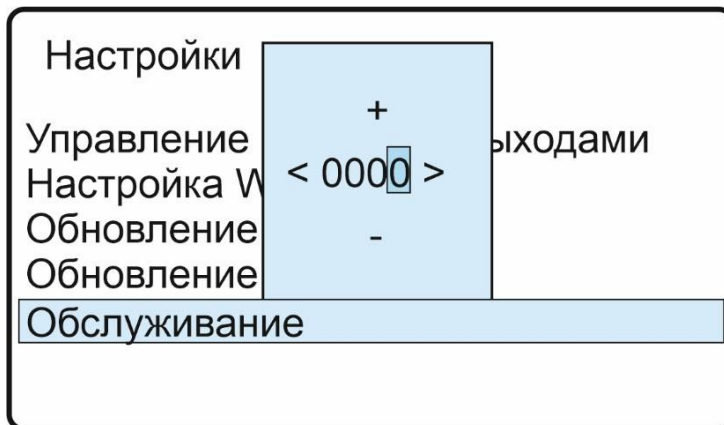 Настройки
+
Управление ыходами
< 0000 >
Настройка W
Обновление
-
Обновление
Обслуживание